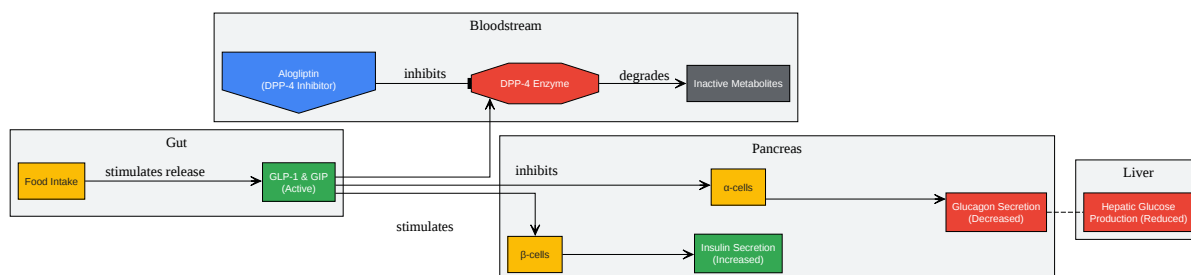 Bloodstream
Alogliptin
(DPP-4 Inhibitor)
inhibits
DPP-4 Enzyme
degrades
Inactive Metabolites
Gut
Food Intake
stimulates release
GLP-1 & GIP
(Active)
inhibits
stimulates
Pancreas
α-cells
Glucagon Secretion
(Decreased)
β-cells
Insulin Secretion
(Increased)
Liver
Hepatic Glucose
Production (Reduced)